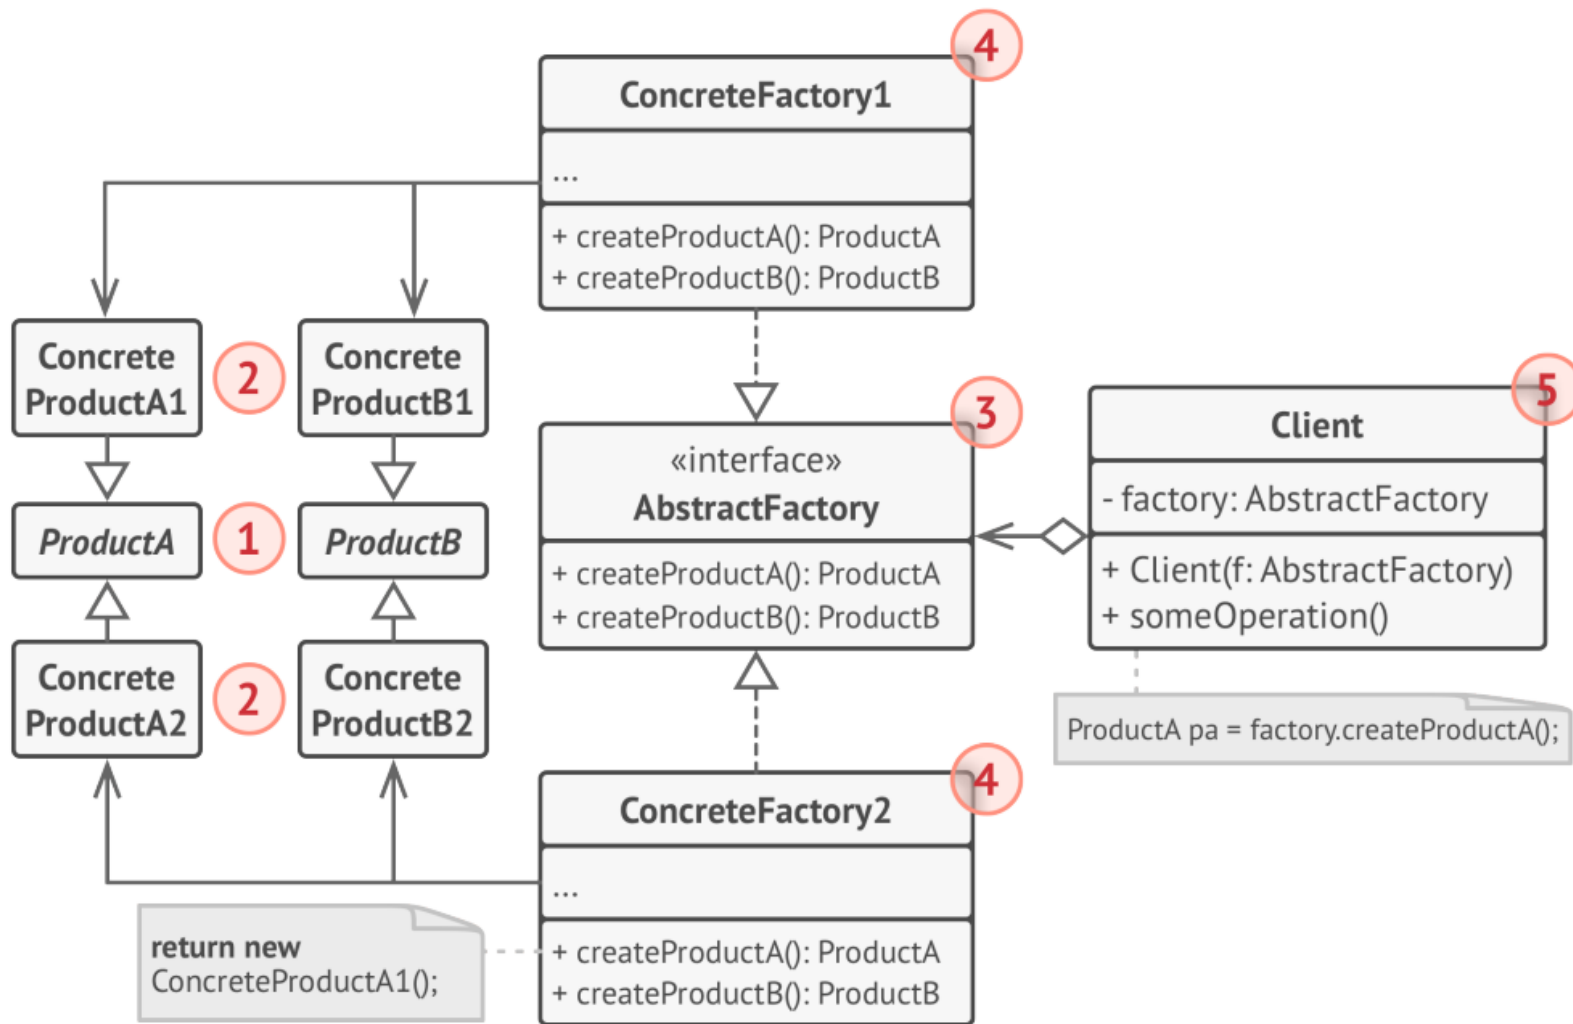 4
ConcreteFactory1
...
+ createProductA(): ProductA
+ createProductB(): ProductB
Concrete
ProductA1
2
Concrete
ProductB1
ProductA
1
ProductB
Concrete
ProductA2
2
Concrete
ProductB2
3
«interface»
AbstractFactory
+ createProductA(): ProductA
+ createProductB(): ProductB
5
Client
- factory: AbstractFactory
+ Client(f: AbstractFactory)
+ someOperation()
ProductA pa = factory.createProductA();
4
ConcreteFactory2
...
+ createProductA(): ProductA
+ createProductB(): ProductB
return new
ConcreteProductA1();